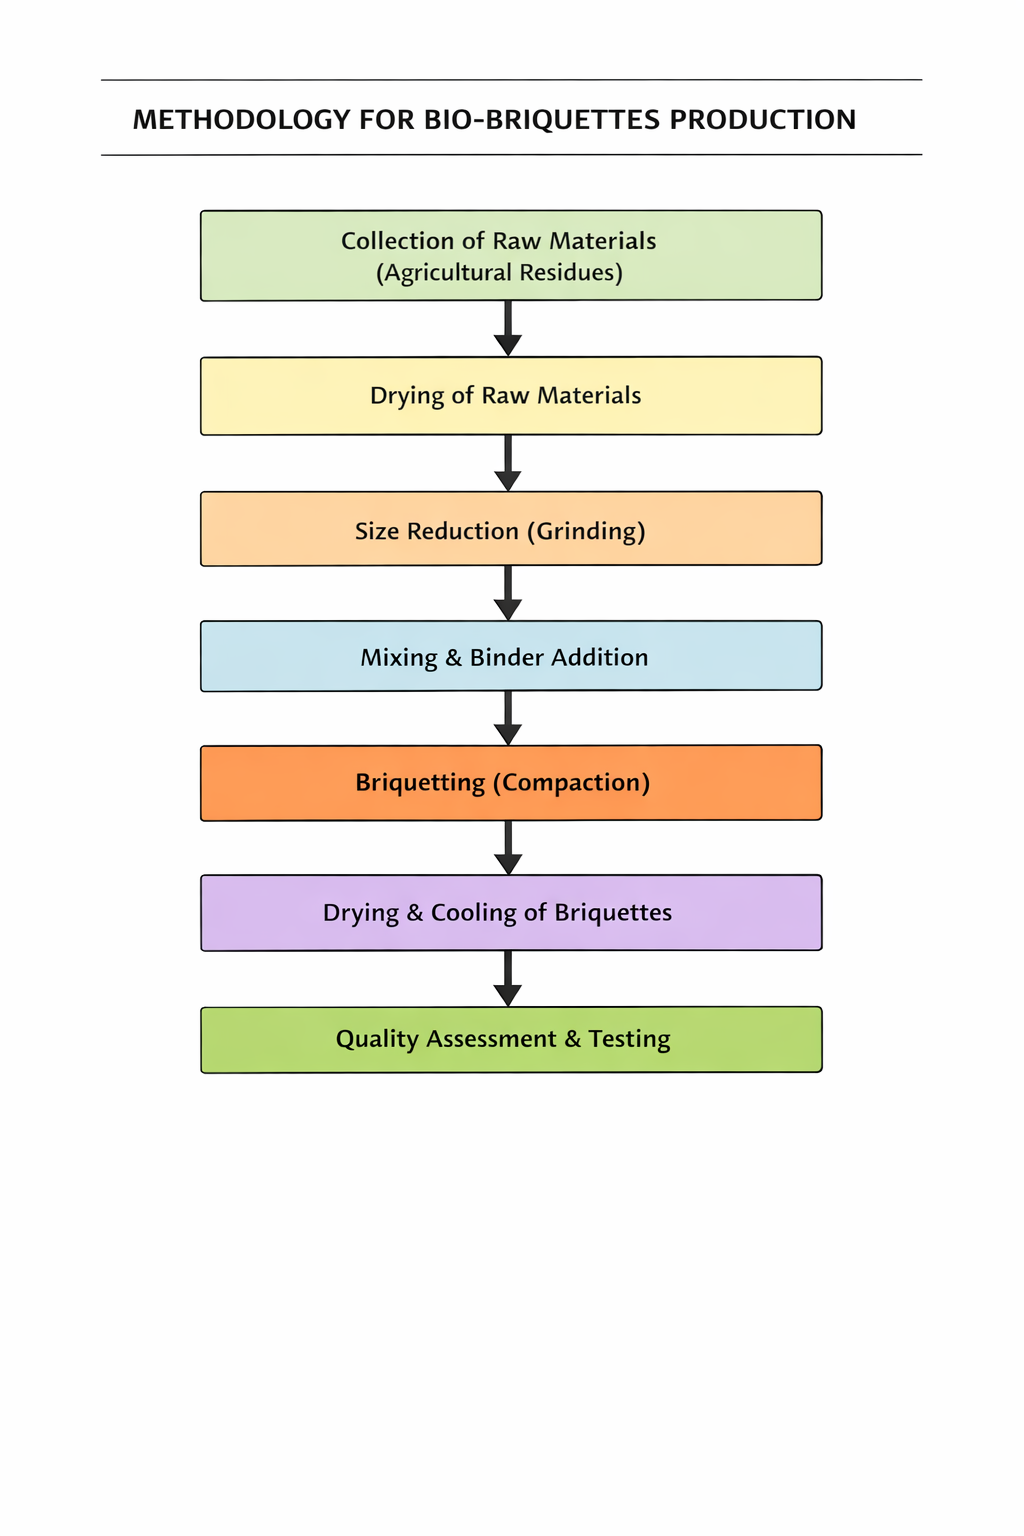 METHODOLOGY FOR BIO-BRIQUETTES PRODUCTION
Collection of Raw Materials
(Agricultural Residues)
Drying of Raw Materials
Size Reduction (Grinding)
Mixing & Binder Addition
Briquetting (Compaction)
Drying & Cooling of Briquettes
Quality Assessment & Testing